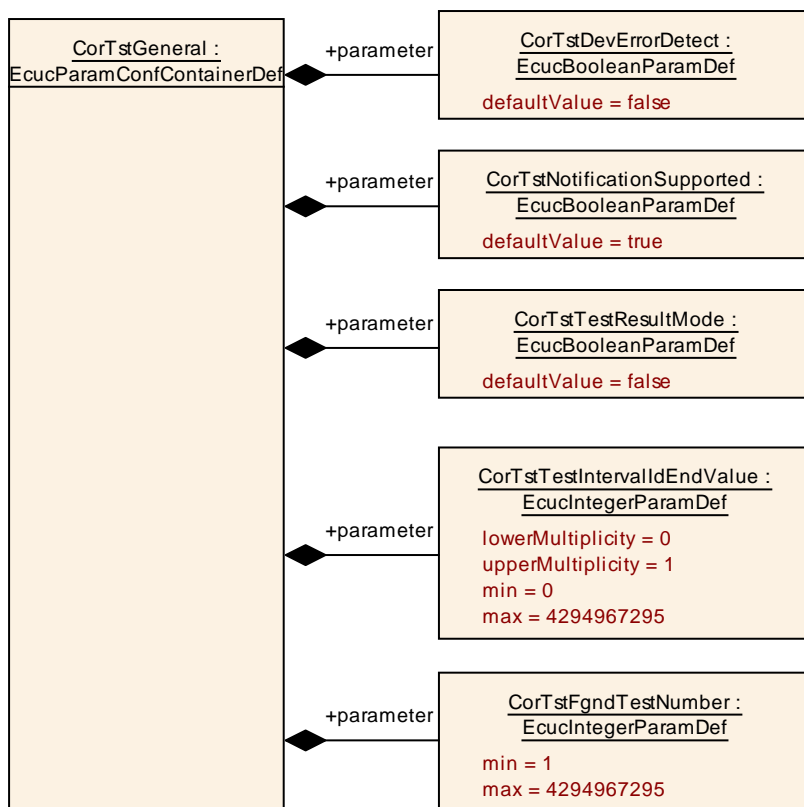 CorTstGeneral :
EcucParamConfContainerDef
+parameter
CorTstDevErrorDetect :
EcucBooleanParamDef
defaultValue = false
+parameter
CorTstNotificationSupported :
EcucBooleanParamDef
defaultValue = true
+parameter
CorTstTestResultMode :
EcucBooleanParamDef
defaultValue = false
+parameter
CorTstTestIntervalIdEndValue :
EcucIntegerParamDef
lowerMultiplicity = 0
upperMultiplicity = 1
min = 0
max = 4294967295
+parameter
CorTstFgndTestNumber :
EcucIntegerParamDef
min = 1
max = 4294967295